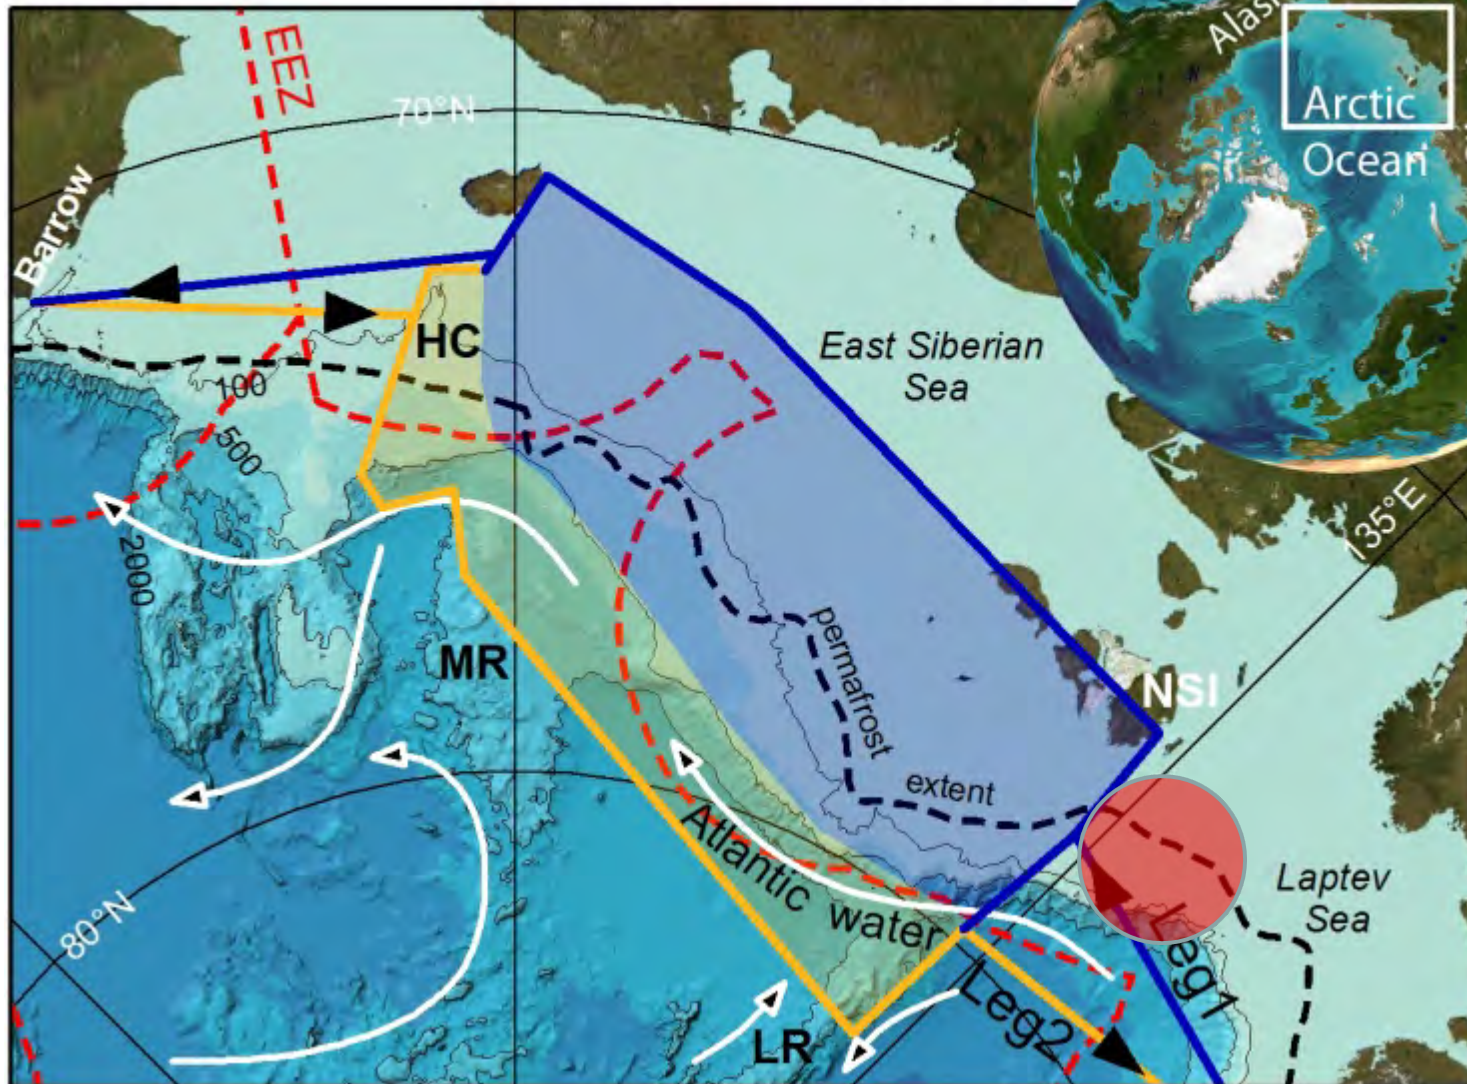 EEZ
70°N
Alas
N
Arctic
Ocean
Barrow
HC
100
500
2000
East Siberian
Sea
135°E
MR
permafrost
extent
NSI
Atlantic water
80°N
Laptev
Sea
Leg1
Leg2
LR